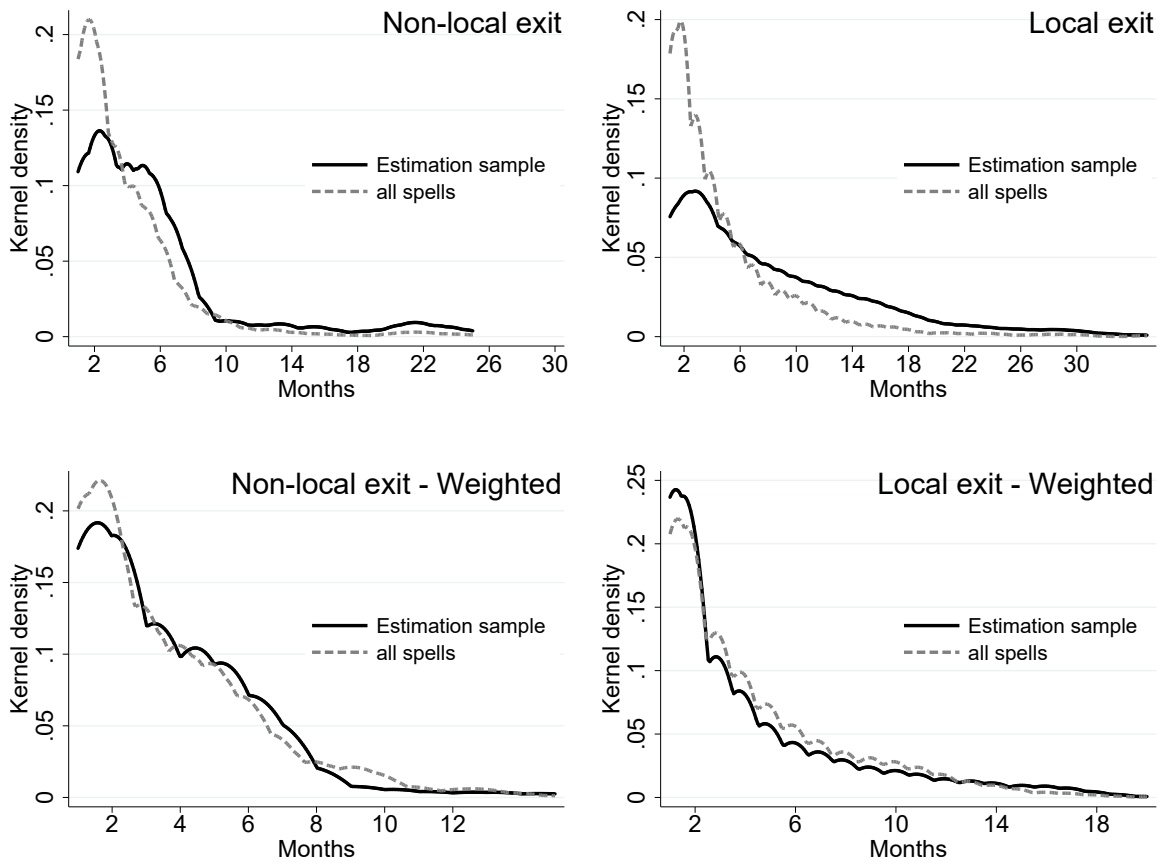 Non-local exit
Kernel density
0 .05 .1 .15 .2
Estimation sample
all spells
2 6 10 14 18 22 26 30
Months
Local exit
Kernel density
0 .05 .1 .15 .2
Estimation sample
all spells
2 6 10 14 18 22 26 30
Months
Non-local exit - Weighted
Kernel density
0 .05 .1 .15 .2
Estimation sample
all spells
2 4 6 8 10 12
Months
Local exit - Weighted
Kernel density
0 .05 .1 .15 .2 .25
Estimation sample
all spells
2 6 10 14 18
Months